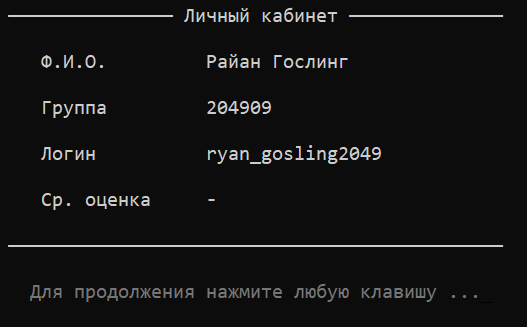 Личный кабинет
Ф.И.О. Райан Гослинг
Группа 204909
Логин ryan_gosling2049
Ср. оценка -
Для продолжения нажмите любую клавишу ..._